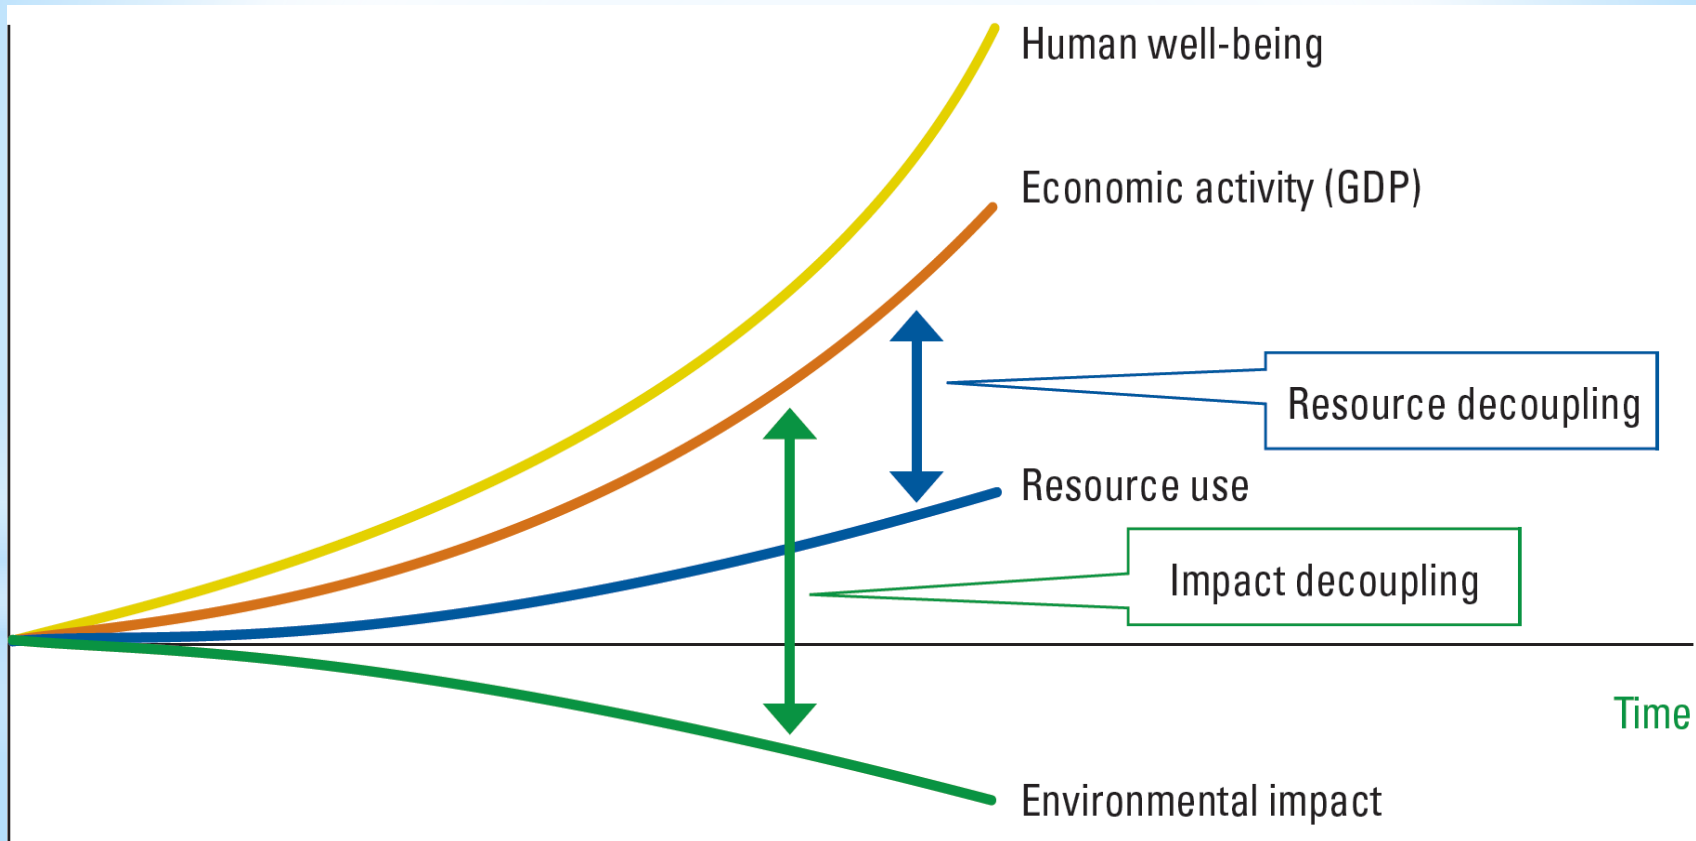 Human well-being
Economic activity (GDP)
Resource decoupling
Resource use
Impact decoupling
Time
Environmental impact